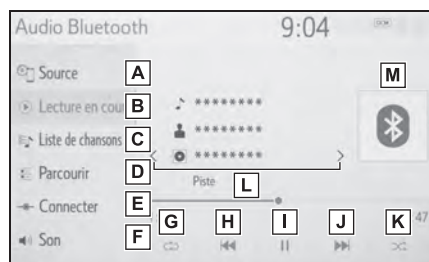 Audio Bluetooth 9:04
Source A M
Lecture en cou B ********
Liste de chansons C ********
Parcourir D ********
Piste L
Connecter E
47
Son F G H I J K